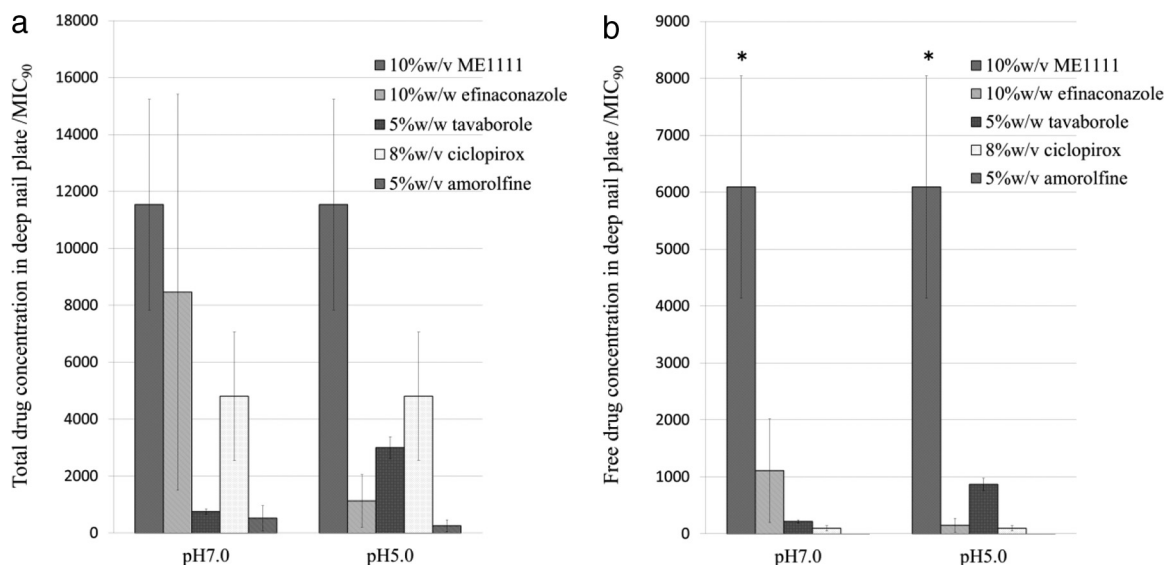 a
Total drug concentration in deep nail plate /MIC90
18000
16000
14000
12000
10000
8000
6000
4000
2000
0
10%w/v ME1111
10%w/w efinaconazole
5%w/w tavaborole
8%w/v ciclopirox
5%w/v amorolfine
pH7.0
pH5.0
b
Free drug concentration in deep nail plate /MIC90
9000
8000
7000
6000
5000
4000
3000
2000
1000
0
*
*
10%w/v ME1111
10%w/w efinaconazole
5%w/w tavaborole
8%w/v ciclopirox
5%w/v amorolfine
pH7.0
pH5.0